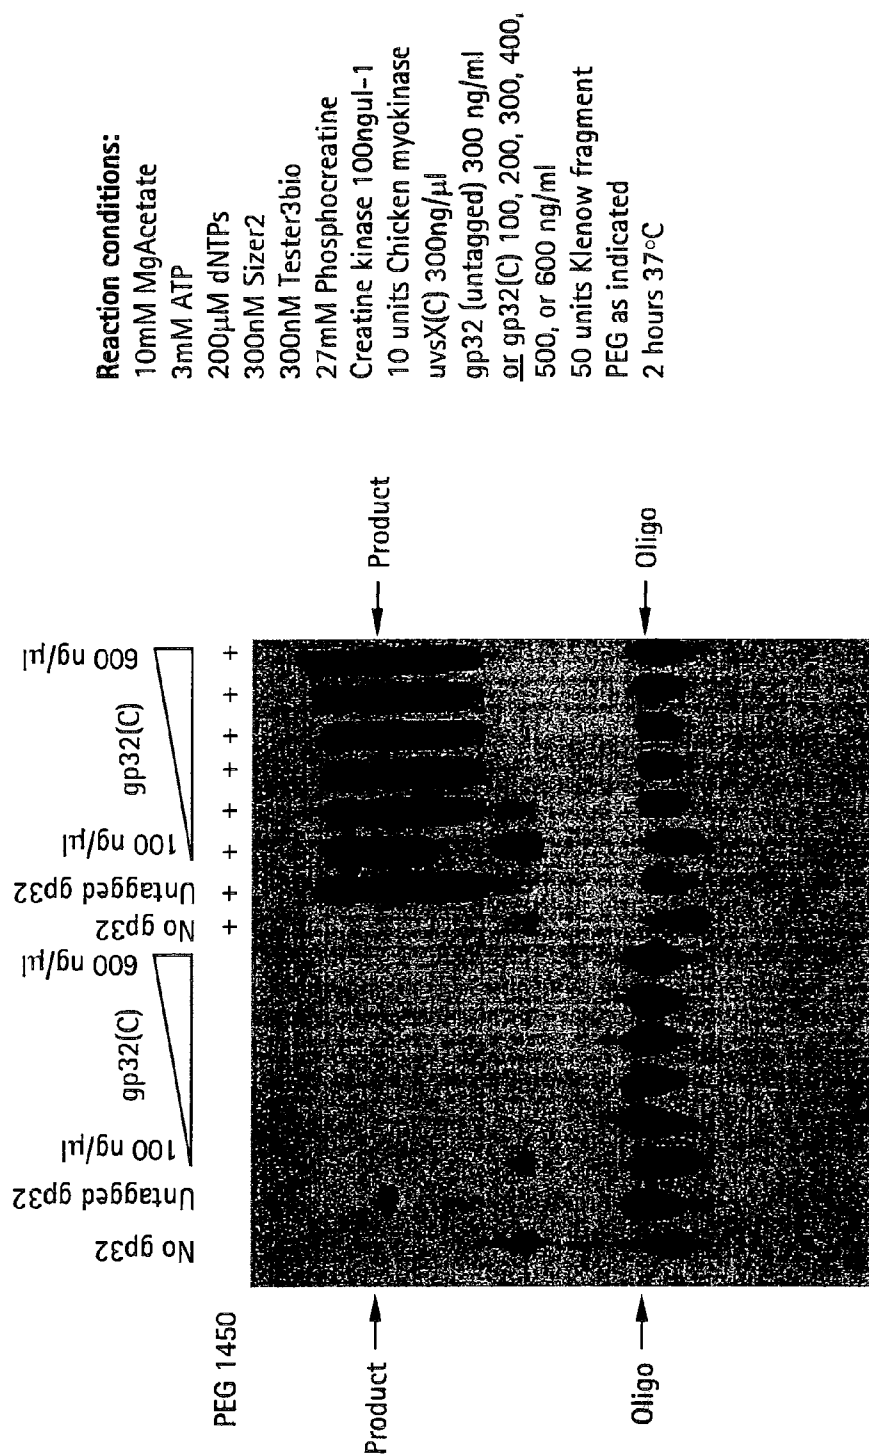 Reaction conditions:
10mM MgAcetate
3mM ATP
200µM dNTPs
300nM Sizer2
300nM Tester3bio
27mM Phosphocreatine
Creatine kinase 100ngul-1
10 units Chicken myokinase
uvsX(C) 300ng/µl
gp32 (untagged) 300 ng/ml
or gp32(C) 100, 200, 300, 400,
500, or 600 ng/ml
50 units Klenow fragment
PEG as indicated
2 hours 37°C
No gp32
Untagged gp32
100 ng/µl
gp32(C)
600 ng/µl
No gp32
Untagged gp32
100 ng/µl
gp32(C)
600 ng/µl
PEG 1450
+ + + + + + + +
Product
Product
Oligo
Oligo